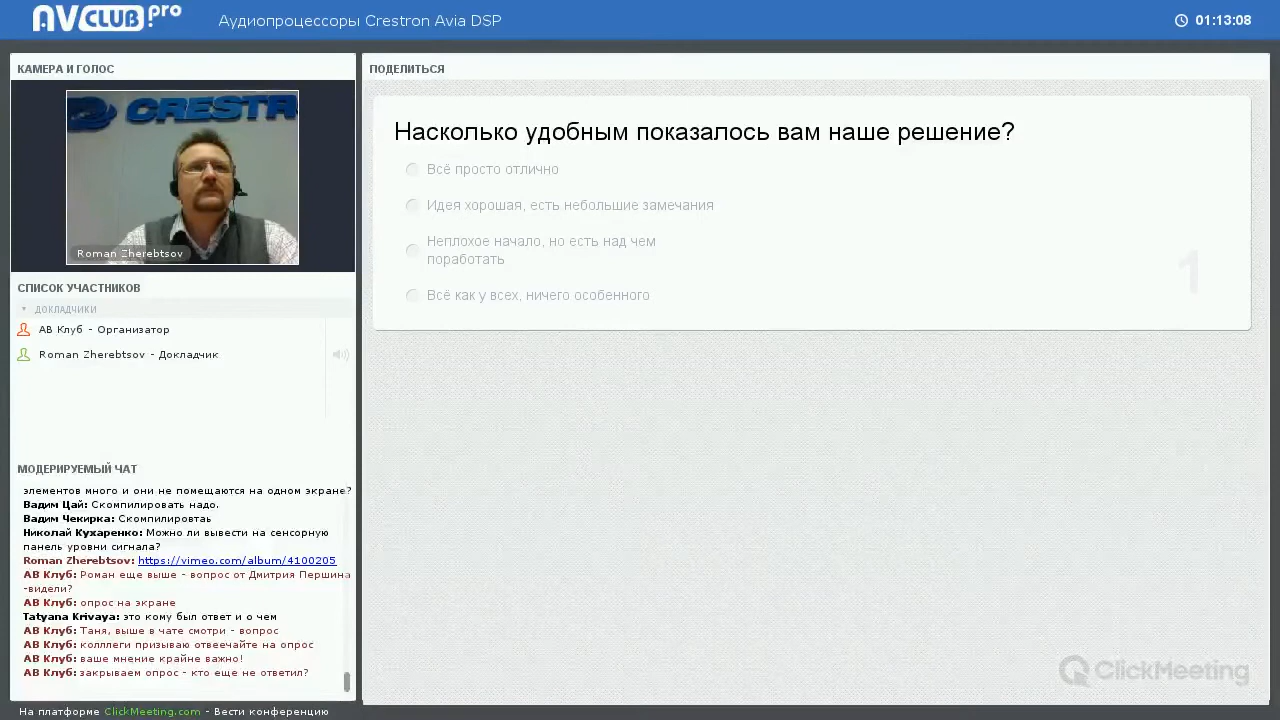 AVCLUB.pro
Аудиопроцессоры Crestron Avia DSP
01:13:08
КАМЕРА И ГОЛОС
CRESTR
Roman Zherebtsov
СПИСОК УЧАСТНИКОВ
ДОКЛАДЧИКИ
АВ Клуб - Организатор
Roman Zherebtsov - Докладчик
МОДЕРИРУЕМЫЙ ЧАТ
элементов много и они не помещаются на одном экране?
Вадим Цай: Скомпилировать надо.
Вадим Чекирка: Скомпилировтаь
Николай Кухаренко: Можно ли вывести на сенсорную
панель уровни сигнала?
Roman Zherebtsov: https://vimeo.com/album/4100205
АВ Клуб: Роман еще выше - вопрос от Дмитрия Першина
-видели?
АВ Клуб: опрос на экране
Tatyana Krivaya: это кому был ответ и о чем
АВ Клуб: Таня, выше в чате смотри - вопрос
АВ Клуб: колллеги призываю отвеечайте на опрос
АВ Клуб: ваше мнение крайне важно!
АВ Клуб: закрываем опрос - кто еще не ответил?
На платформе ClickMeeting.com - Вести конференцию
ПОДЕЛИТЬСЯ
Насколько удобным показалось вам наше решение?
Всё просто отлично
Идея хорошая, есть небольшие замечания
Неплохое начало, но есть над чем
поработать
Всё как у всех, ничего особенного
1
ClickMeeting